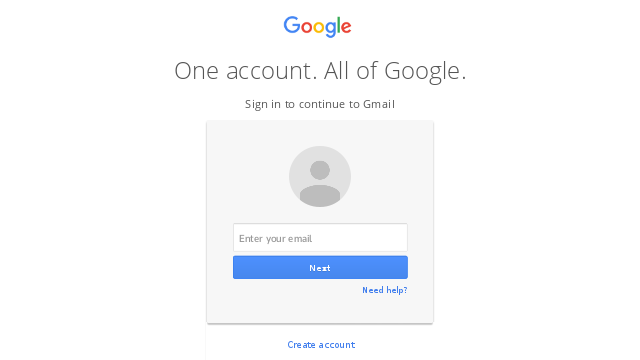 Google
One account. All of Google.
Sign in to continue to Gmail
Enter your email
Next
Need help?
Create account